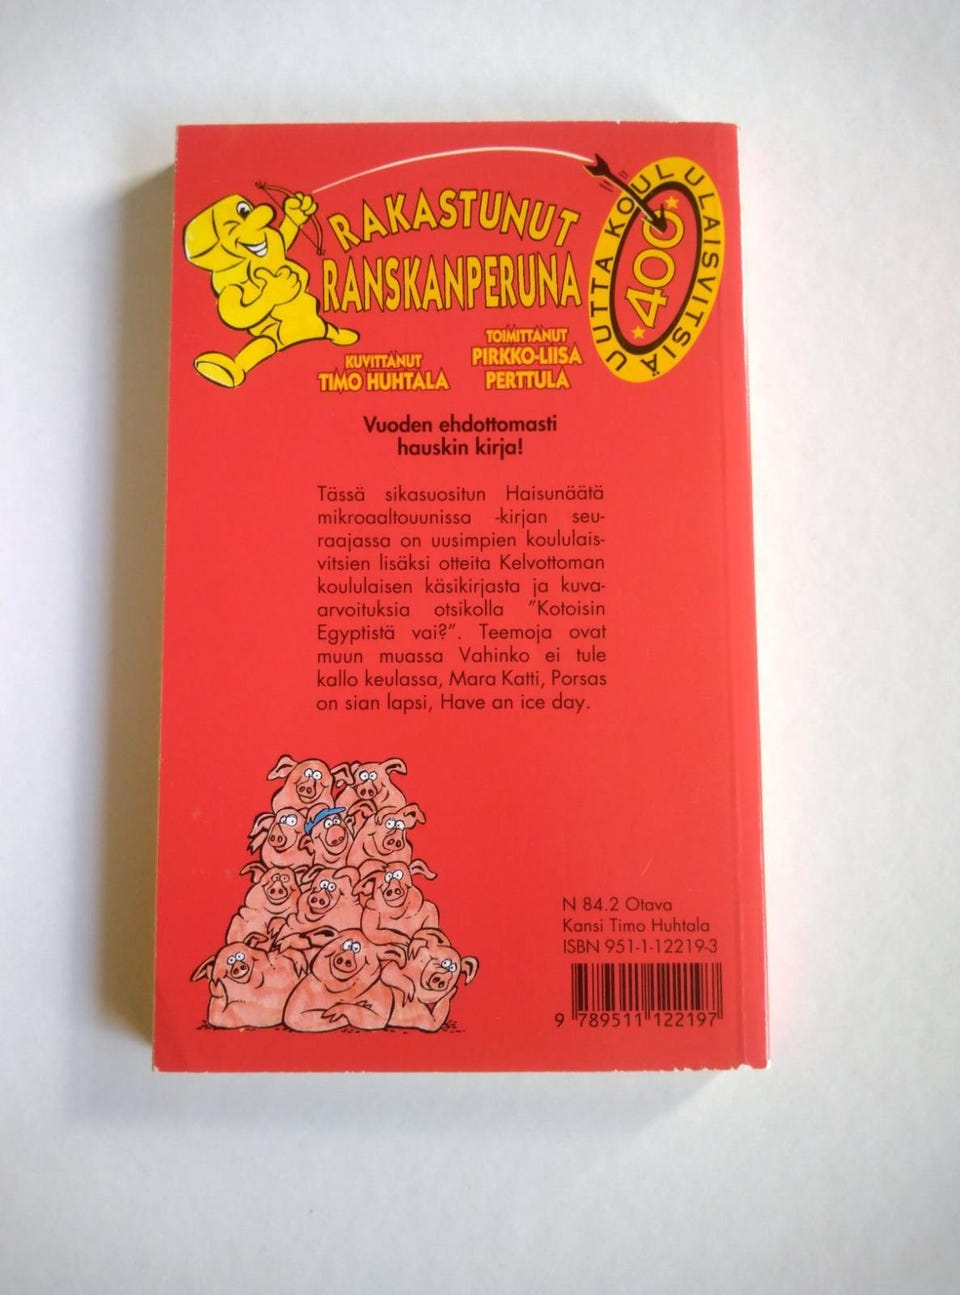 RAKASTUNUT
RANSKANPERUNA
400
UUTTA KOULULAISVITSIÄ
KUVITTANUT
TIMO HUHTALA
TOIMITTANUT
PIRKKO-LIISA
PERTTULA
Vuoden ehdottomasti
hauskin kirja!
Tässä sikasuositun Haisunäätä
mikroaaltouunissa -kirjan seu-
raajassa on uusimpien koululais-
vitsien lisäksi otteita Kelvottoman
koululaisen käsikirjasta ja kuva-
arvoituksia otsikolla ”Kotoisin
Egyptistä vai?”. Teemoja ovat
muun muassa Vahinko ei tule
kallo keulassa, Mara Katti, Porsas
on sian lapsi, Have an ice day.
N 84.2 Otava
Kansi Timo Huhtala
ISBN 951-1-12219-3
9 789511 122197